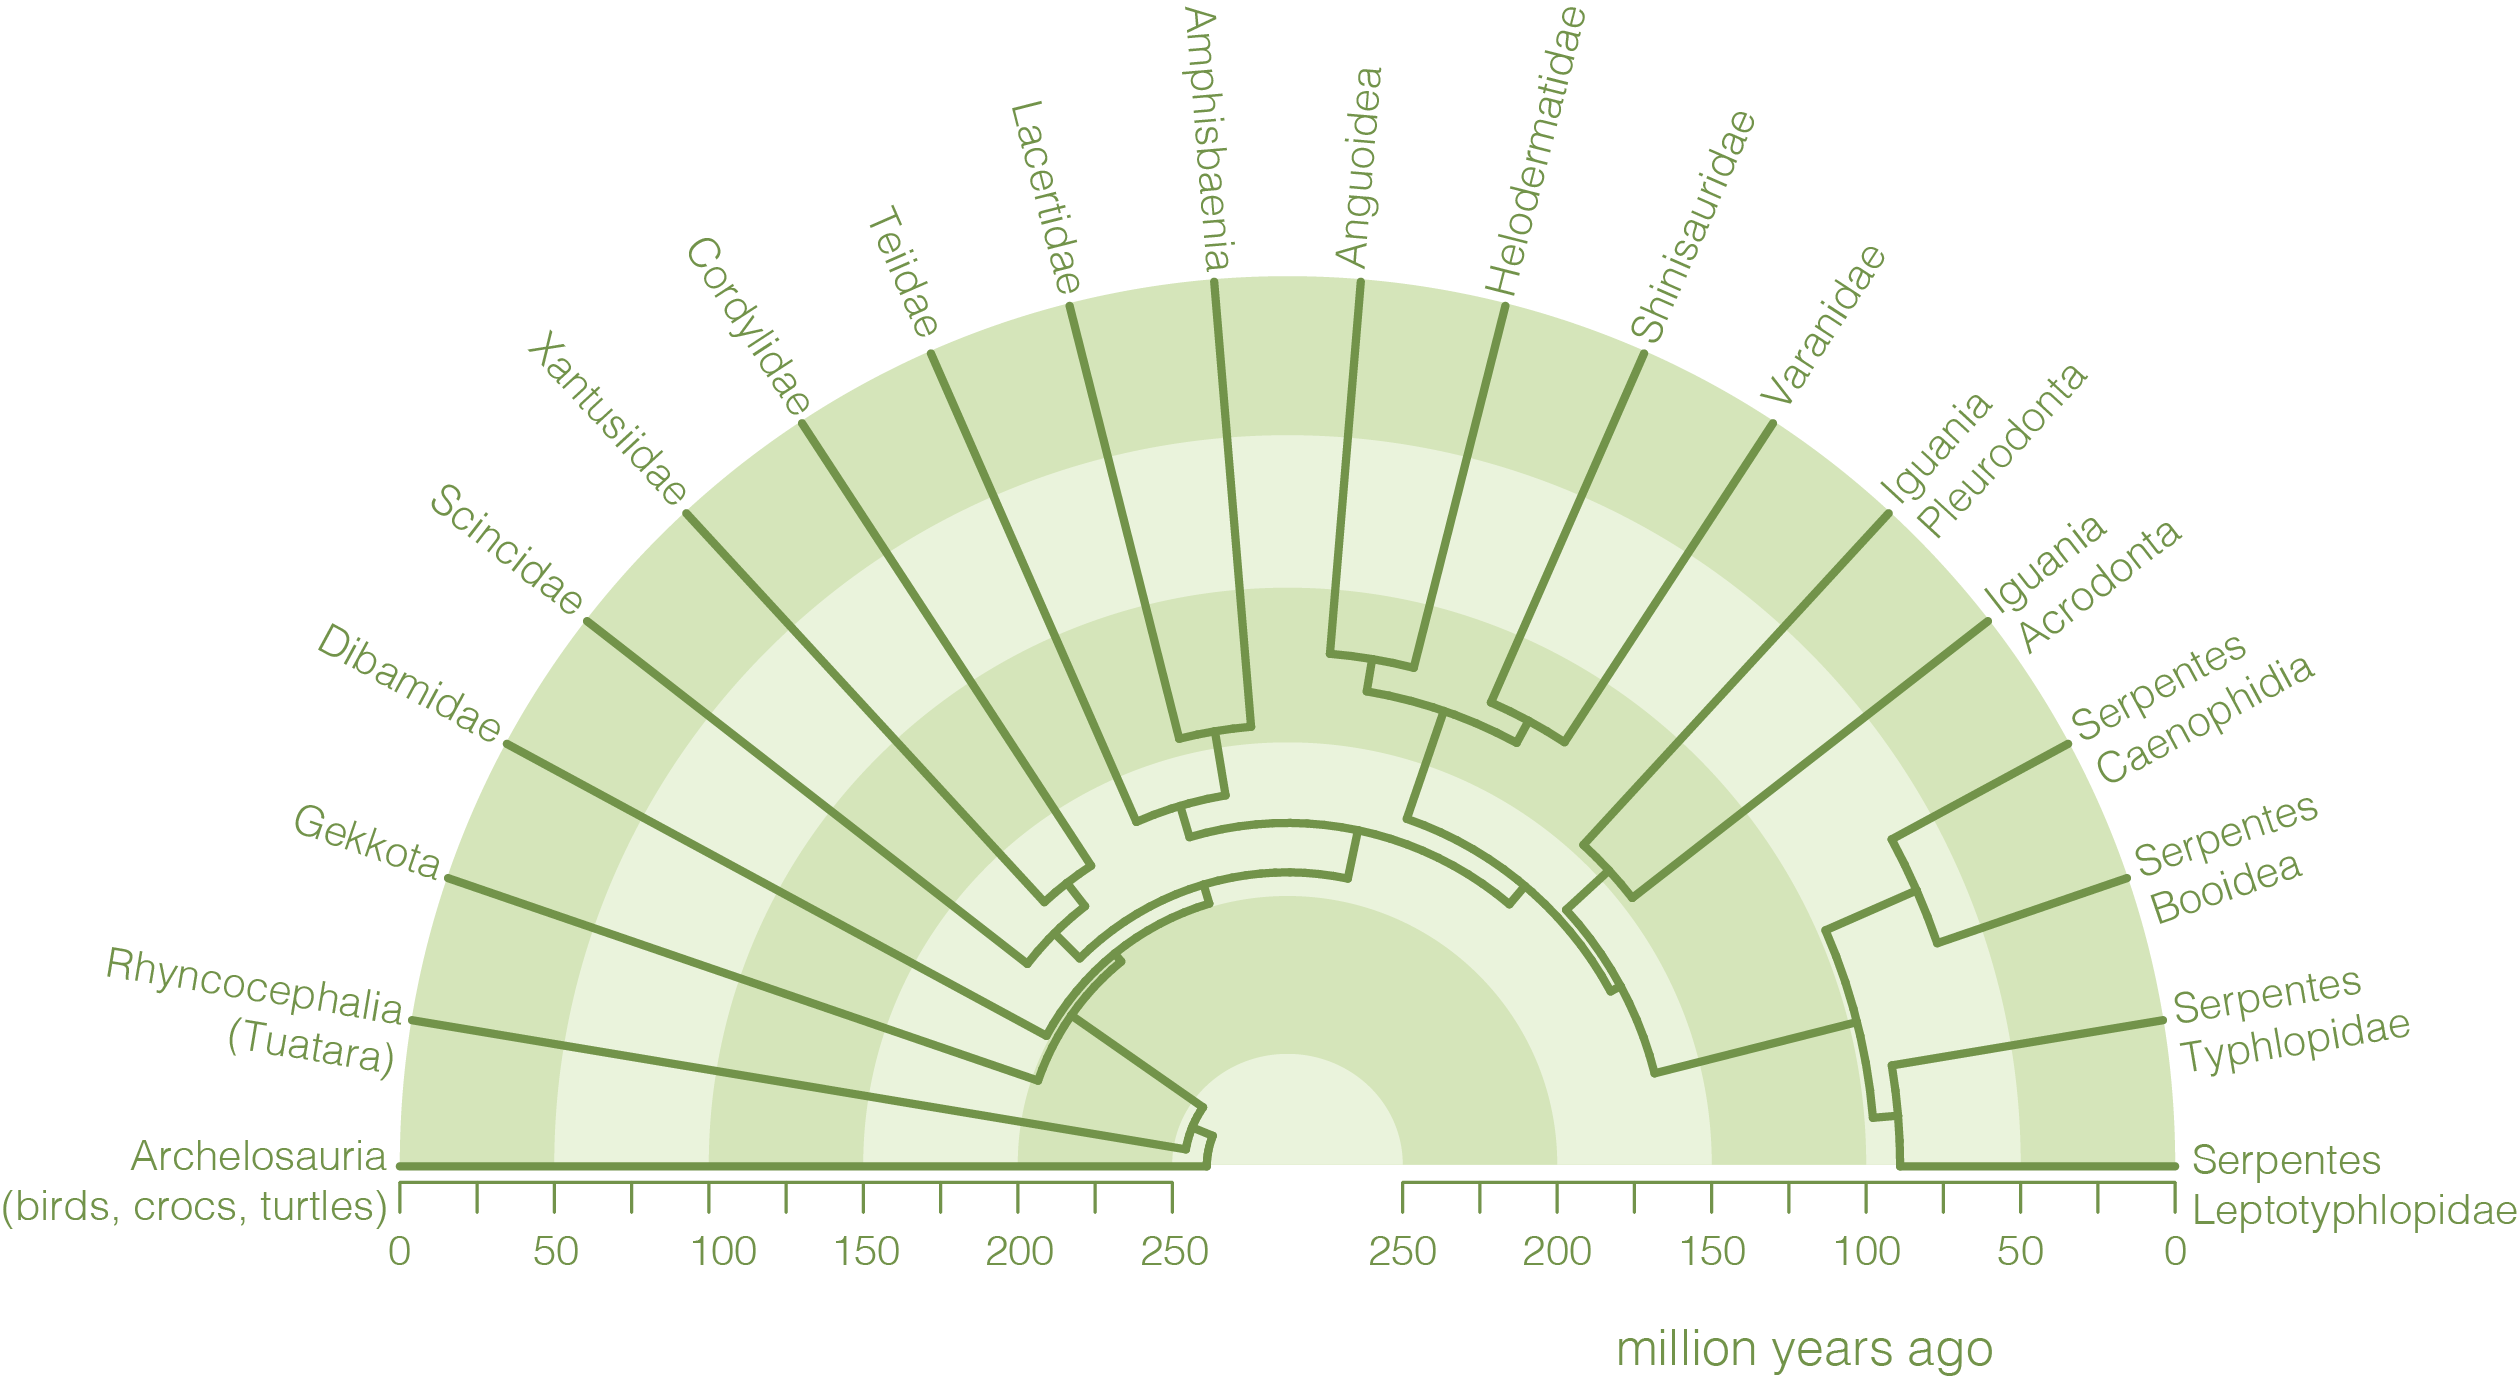 Archelosauria
(birds, crocs, turtles)
Rhyncocephalia
(Tuatara)
Gekkota
Dibamidae
Scincidae
Xantusiidae
Cordylidae
Teiidae
Lacertidae
Amphisbaenia
Anguoidea
Helodermatidae
Shinisauridae
Varanidae
Iguania
Pleurodonta
Iguania
Acrodonta
Serpentes
Caenophidia
Serpentes
Booidea
Serpentes
Typhlopidae
Serpentes
Leptotyphlopidae
0 50 100 150 200 250 250 200 150 100 50 0
million years ago